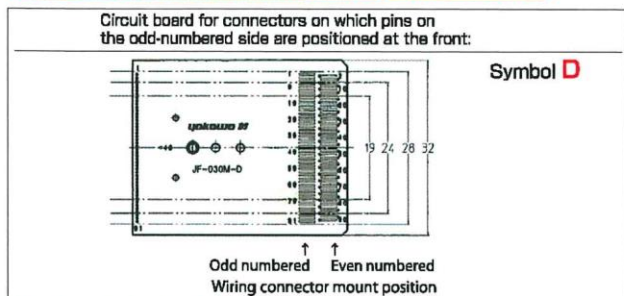 Circuit board for connectors on which pins on
the odd-numbered side are positioned at the front:
Symbol D
yokowo
JF-030M-D
19 24 28 32
Odd numbered Even numbered
Wiring connector mount position